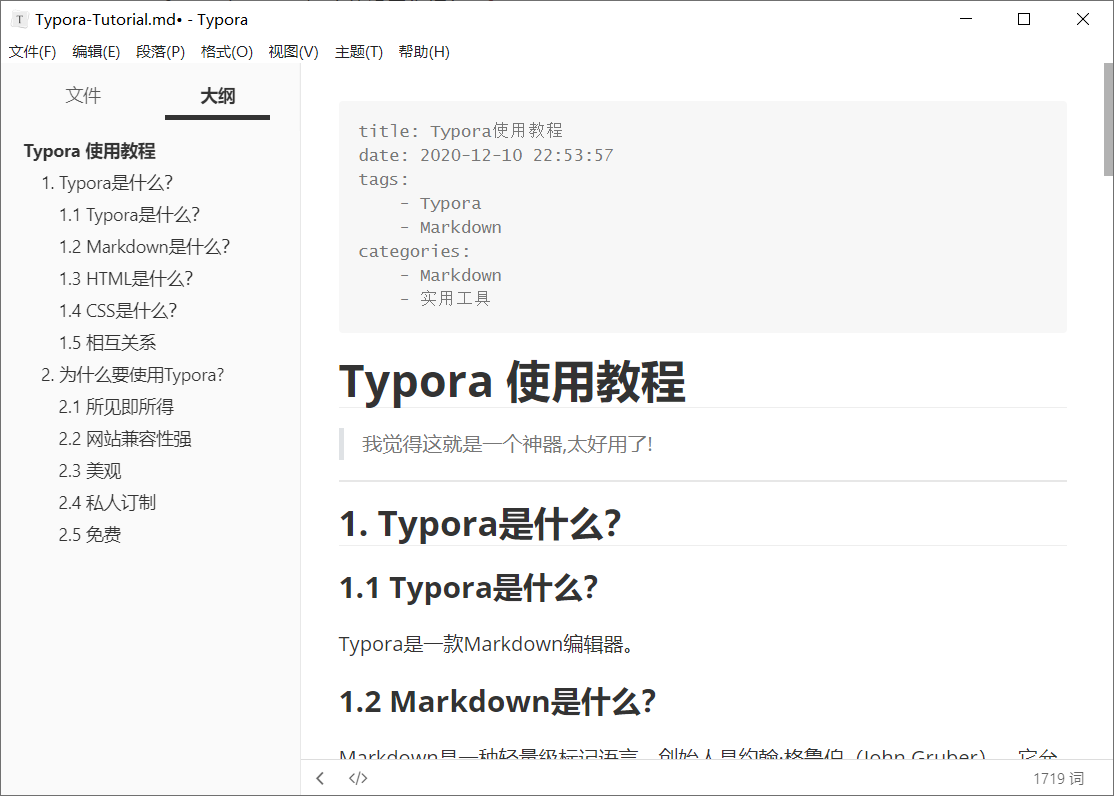 Typora-Tutorial.md• - Typora
文件(F) 编辑(E) 段落(P) 格式(O) 视图(V) 主题(T) 帮助(H)
文件 大纲
Typora 使用教程
1. Typora是什么?
1.1 Typora是什么?
1.2 Markdown是什么?
1.3 HTML是什么?
1.4 CSS是什么?
1.5 相互关系
2. 为什么要使用Typora?
2.1 所见即所得
2.2 网站兼容性强
2.3 美观
2.4 私人订制
2.5 免费
title: Typora使用教程
date: 2020-12-10 22:53:57
tags:
- Typora
- Markdown
categories:
- Markdown
- 实用工具
Typora 使用教程
我觉得这就是一个神器,太好用了!
1. Typora是什么?
1.1 Typora是什么?
Typora是一款Markdown编辑器。
1.2 Markdown是什么?
Markdown是一种轻量级标记语言，创始人是约翰·格鲁伯（John Gruber）。它允
1719 词